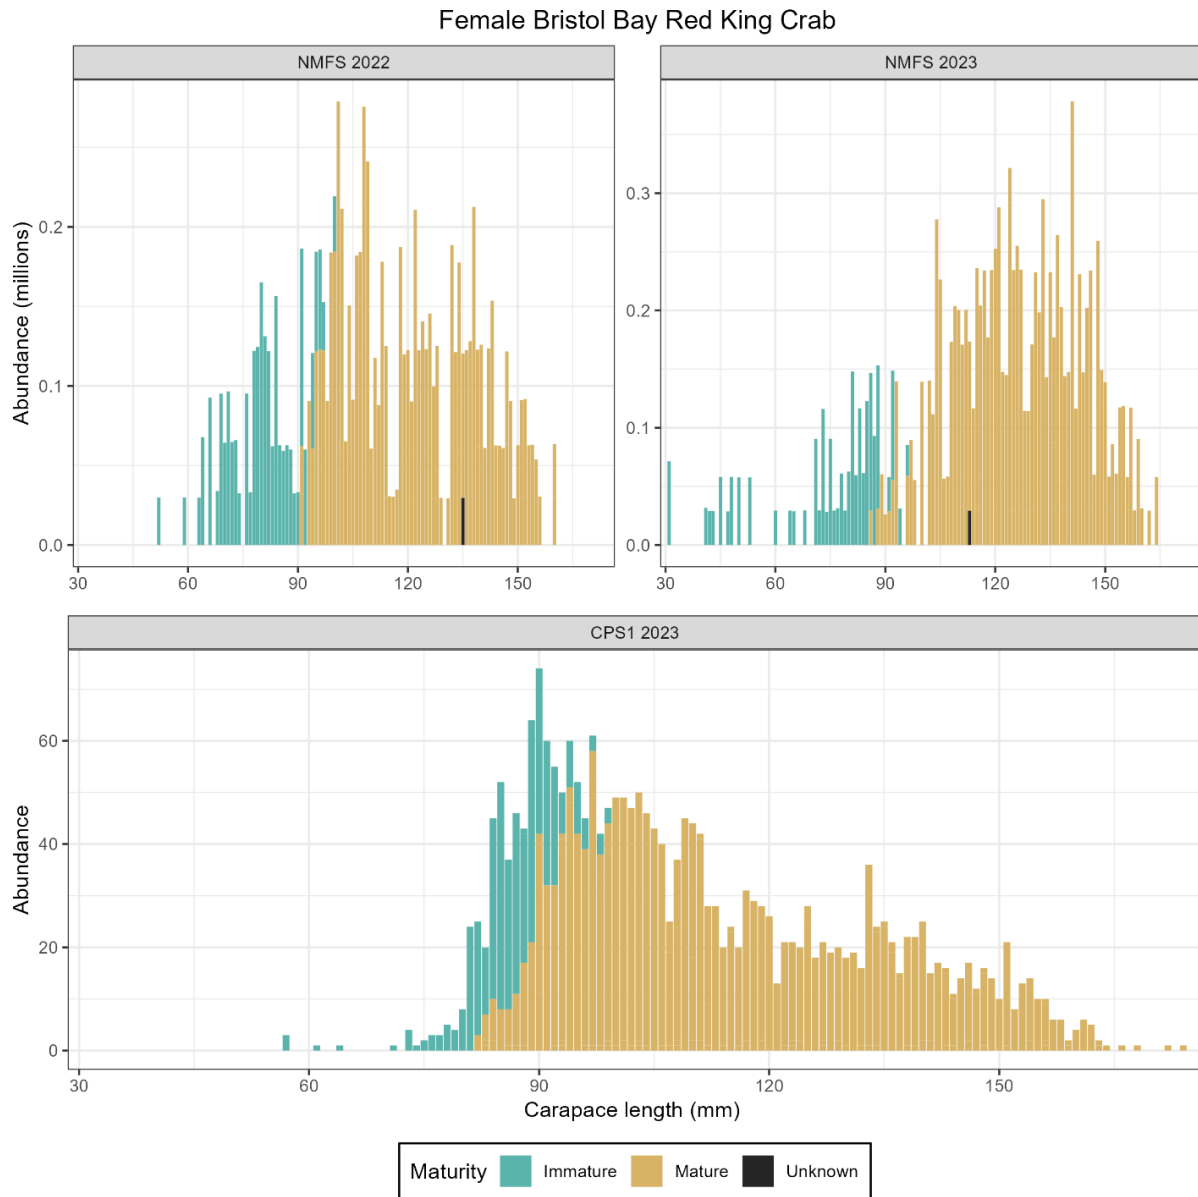 Female Bristol Bay Red King Crab
NMFS 2022
NMFS 2023
Abundance (millions)
0.2
0.1
0.0
30 60 90 120 150
0.3
0.2
0.1
0.0
30 60 90 120 150
CPS1 2023
Abundance
60
40
20
0
30 60 90 120 150
Carapace length (mm)
Maturity Immature Mature Unknown